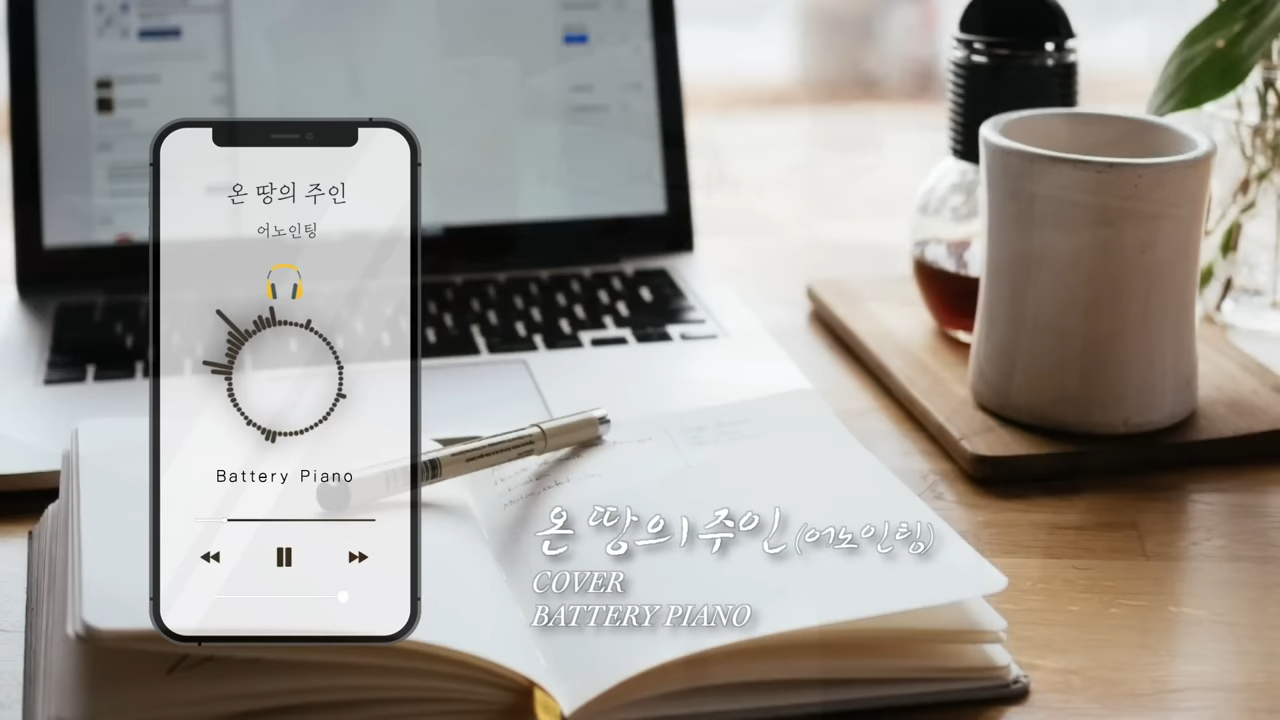 온 땅의 주인
어노인팅
Battery Piano
온 땅의 주인 (어노인팅)
COVER
BATTERY PIANO